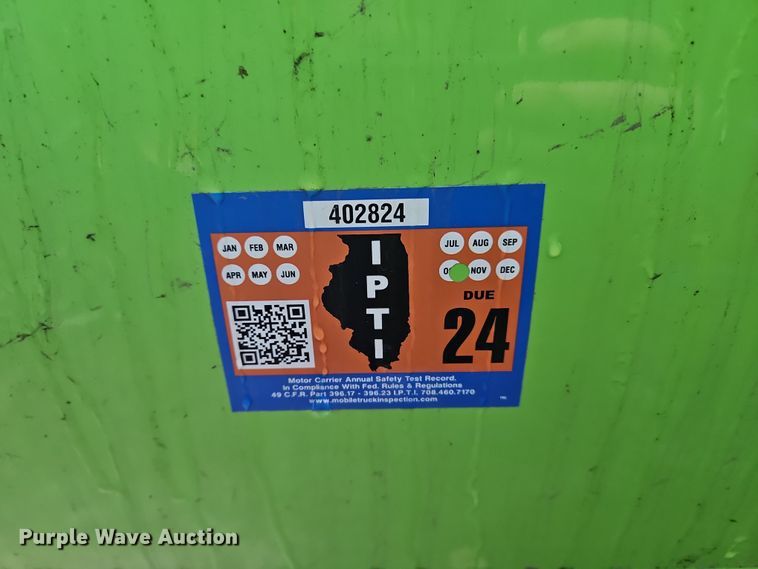 402824
JAN FEB MAR
APR MAY JUN
JUL AUG SEP
NOV DEC
I
P
T
I
DUE
24
Motor Carrier Annual Safety Test Record.
In Compliance With Fed. Rules & Regulations
49 C.F.R. Part 396.17 - 396.23 I.P.T.I. 708.460.7170
www.mobiletruckinspection.com
Purple Wave Auction